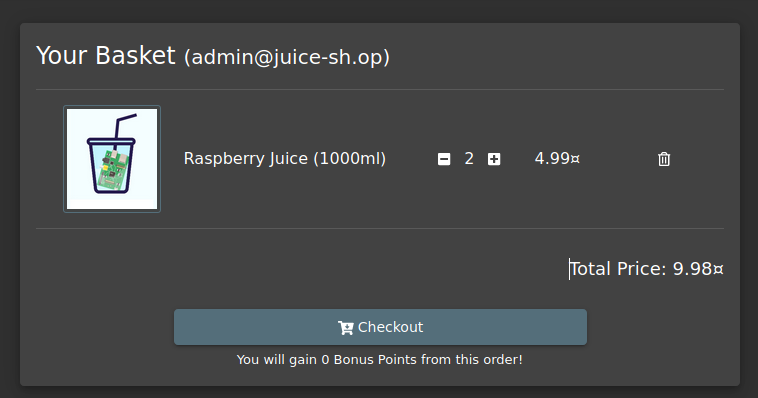 Your Basket (admin@juice-sh.op)
Raspberry Juice (1000ml) 2 4.99¤
Total Price: 9.98¤
Checkout
You will gain 0 Bonus Points from this order!